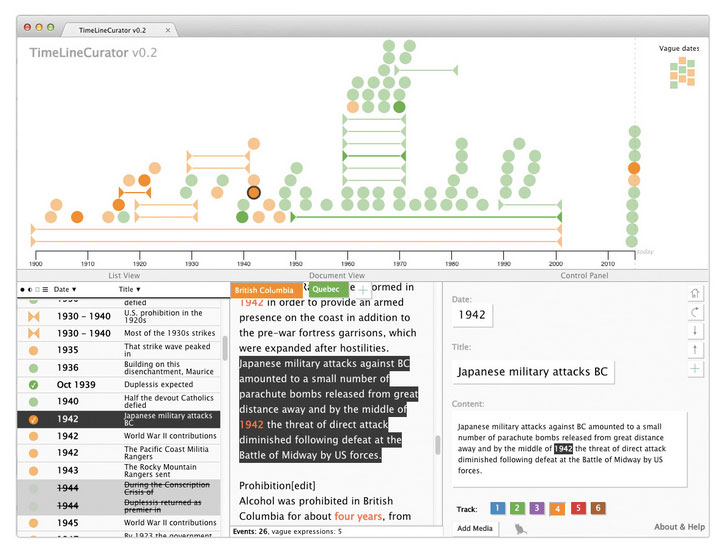 TimeLineCurator v0.2
TimeLineCurator v0.2
Vague dates
1900 1910 1920 1930 1940 1950 1960 1970 1980 1990 2000 2010 today
List View Document View Control Panel
Date Title
defied
1930 - 1940 U.S. prohibition in the
1920s
1930 - 1940 Most of the 1930s strikes
1935 That strike wave peaked
in
1936 Building on this
disenchantment, Maurice
Oct 1939 Duplessis expected
1940 Half the devout Catholics
defied
1942 Japanese military attacks
BC
1942 World War II contributions
1942 The Pacific Coast Militia
Rangers
1943 The Rocky Mountain
Rangers sent
1944 During the Conscription
Crisis of
1944 Duplessis returned as
premier in
1945 World War II contributions
By 1923 the government
British Columbia Quebec
formed in
1942 in order to provide an armed
presence on the coast in addition to
the pre-war fortress garrisons, which
were expanded after hostilities.
Japanese military attacks against BC
amounted to a small number of
parachute bombs released from great
distance away and by the middle of
1942 the threat of direct attack
diminished following defeat at the
Battle of Midway by US forces.
Prohibition[edit]
Alcohol was prohibited in British
Columbia for about four years, from
Events: 26, vague expressions: 5
Date:
1942
Title:
Japanese military attacks BC
Content:
Japanese military attacks against BC amounted to a small
number of parachute bombs released from great distance
away and by the middle of 1942 the threat of direct attack
diminished following defeat at the Battle of Midway by US
forces.
Track: 1 2 3 4 5 6
Add Media
About & Help